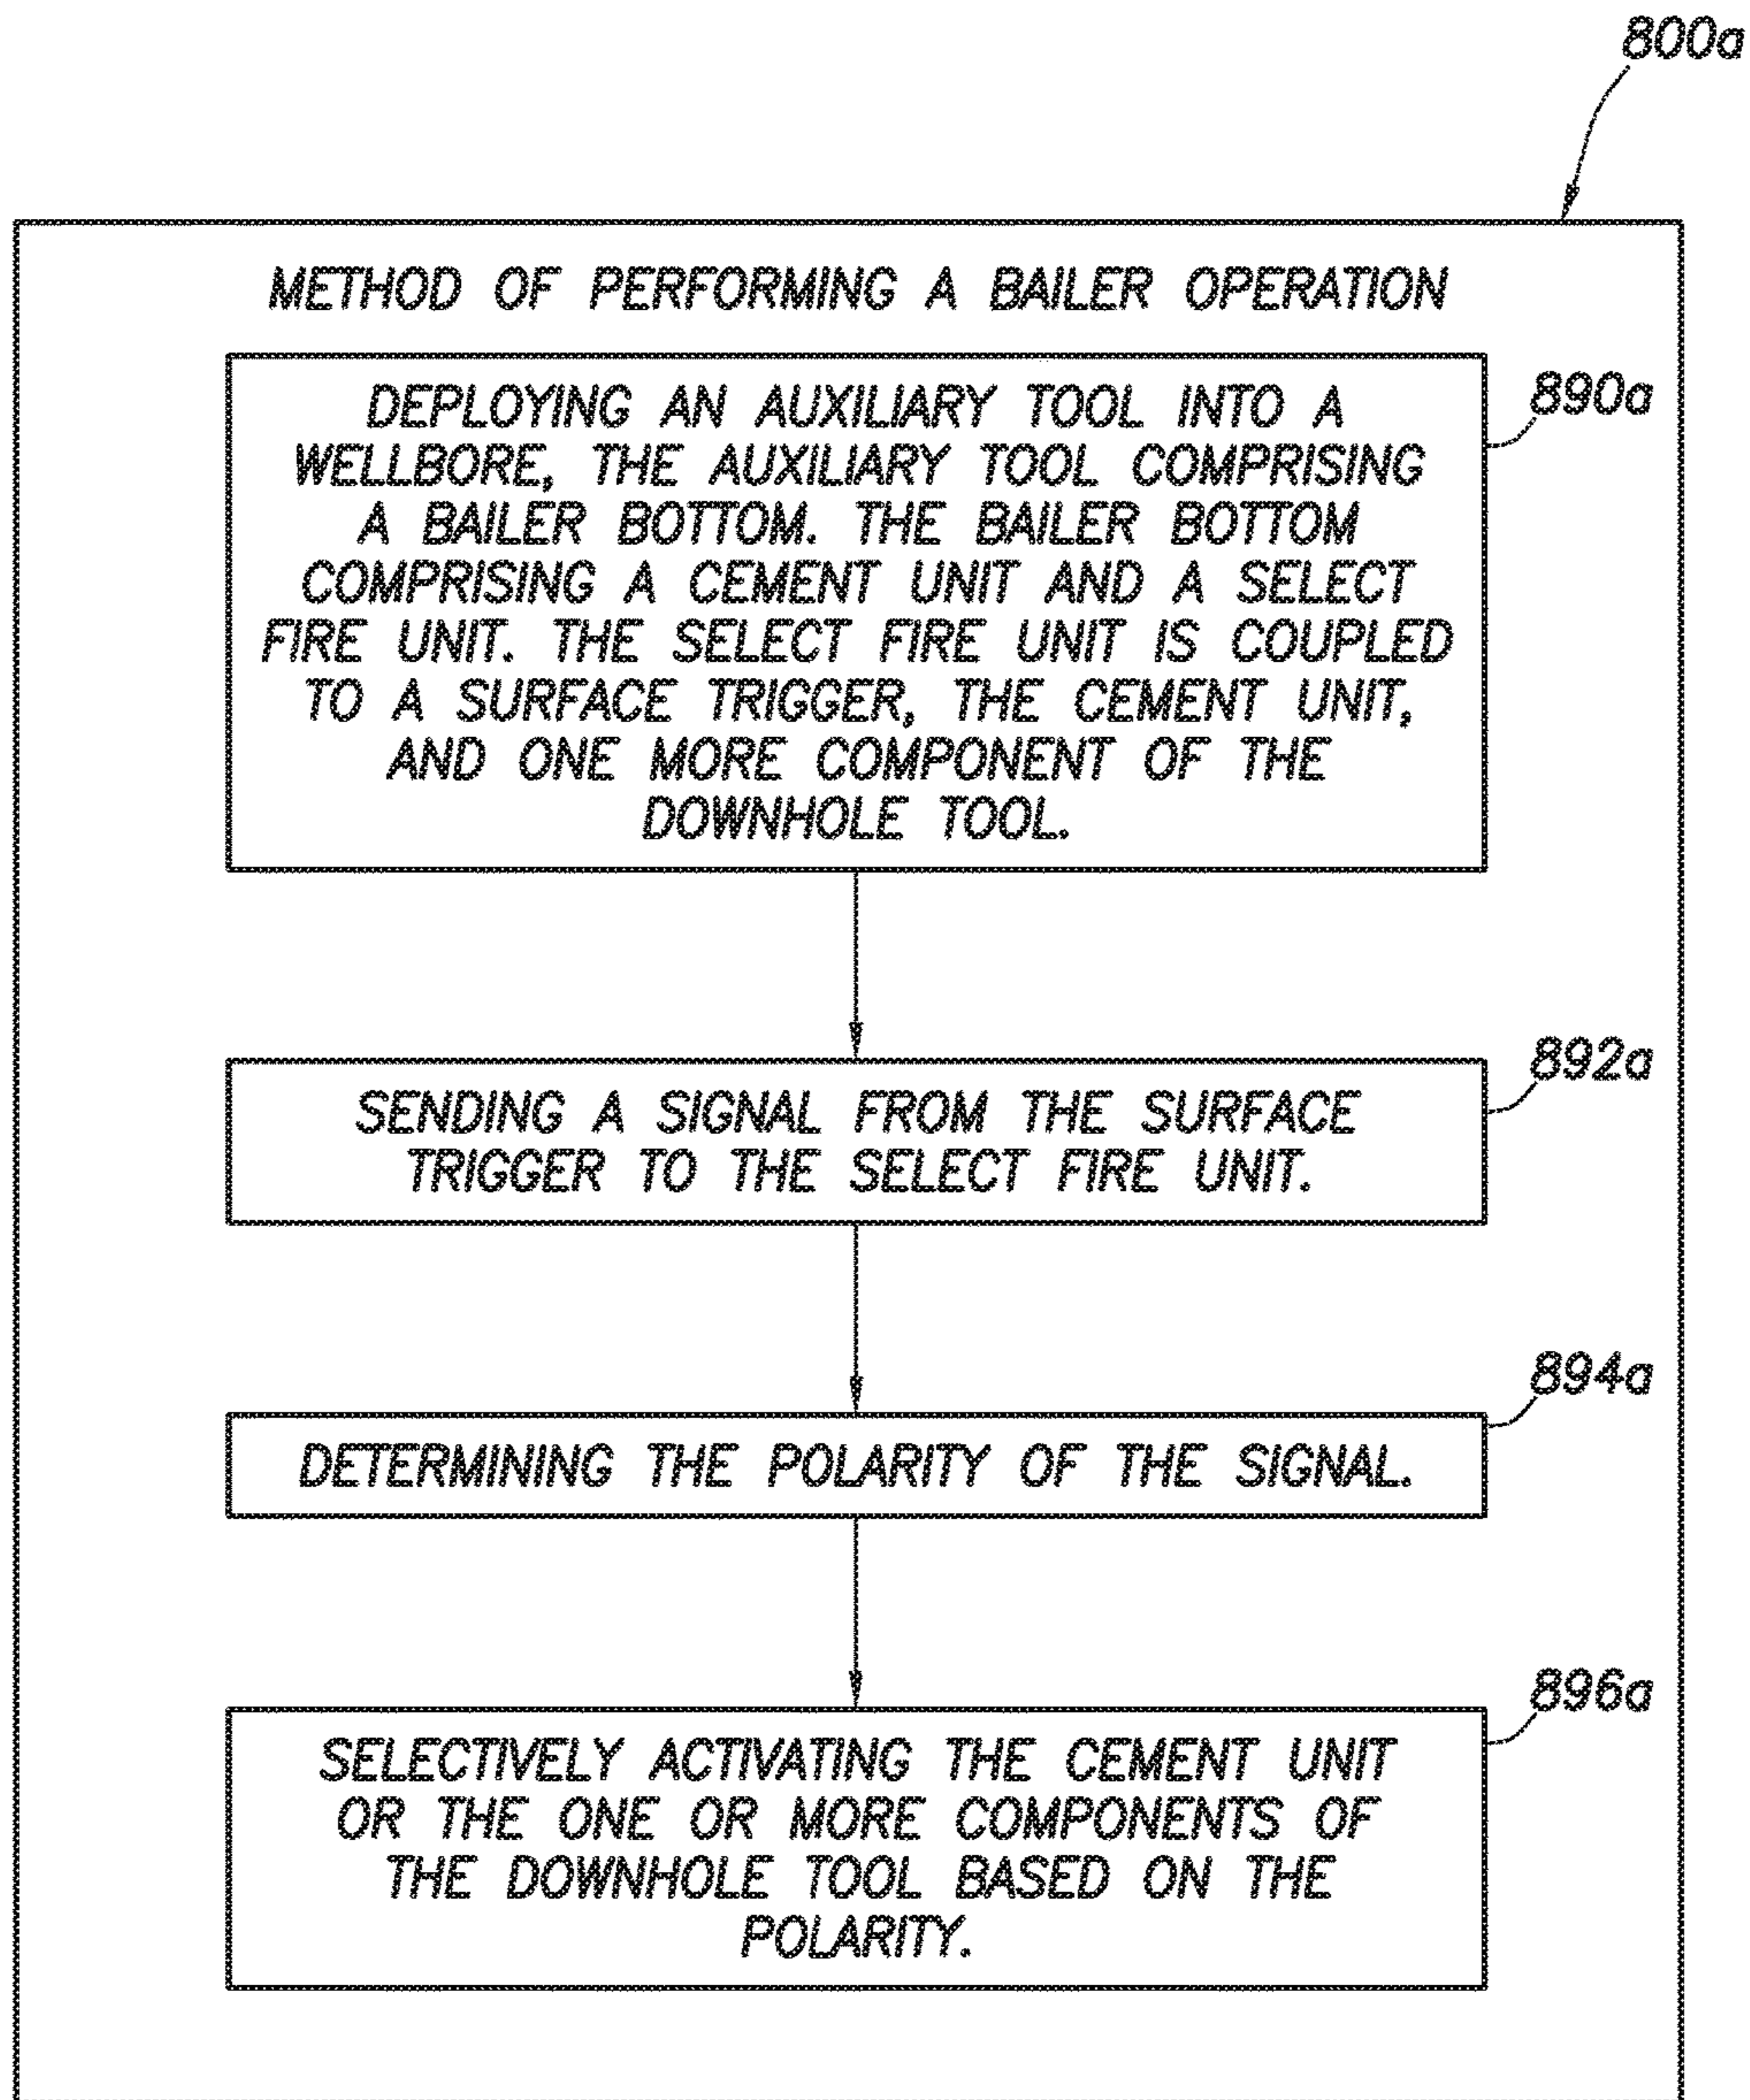 800a
METHOD OF PERFORMING A BAILER OPERATION
DEPLOYING AN AUXILIARY TOOL INTO A
WELLBORE, THE AUXILIARY TOOL COMPRISING
A BAILER BOTTOM. THE BAILER BOTTOM
COMPRISING A CEMENT UNIT AND A SELECT
FIRE UNIT. THE SELECT FIRE UNIT IS COUPLED
TO A SURFACE TRIGGER, THE CEMENT UNIT,
AND ONE MORE COMPONENT OF THE
DOWNHOLE TOOL.
890a
SENDING A SIGNAL FROM THE SURFACE
TRIGGER TO THE SELECT FIRE UNIT.
892a
DETERMINING THE POLARITY OF THE SIGNAL.
894a
SELECTIVELY ACTIVATING THE CEMENT UNIT
OR THE ONE OR MORE COMPONENTS OF
THE DOWNHOLE TOOL BASED ON THE
POLARITY.
896a